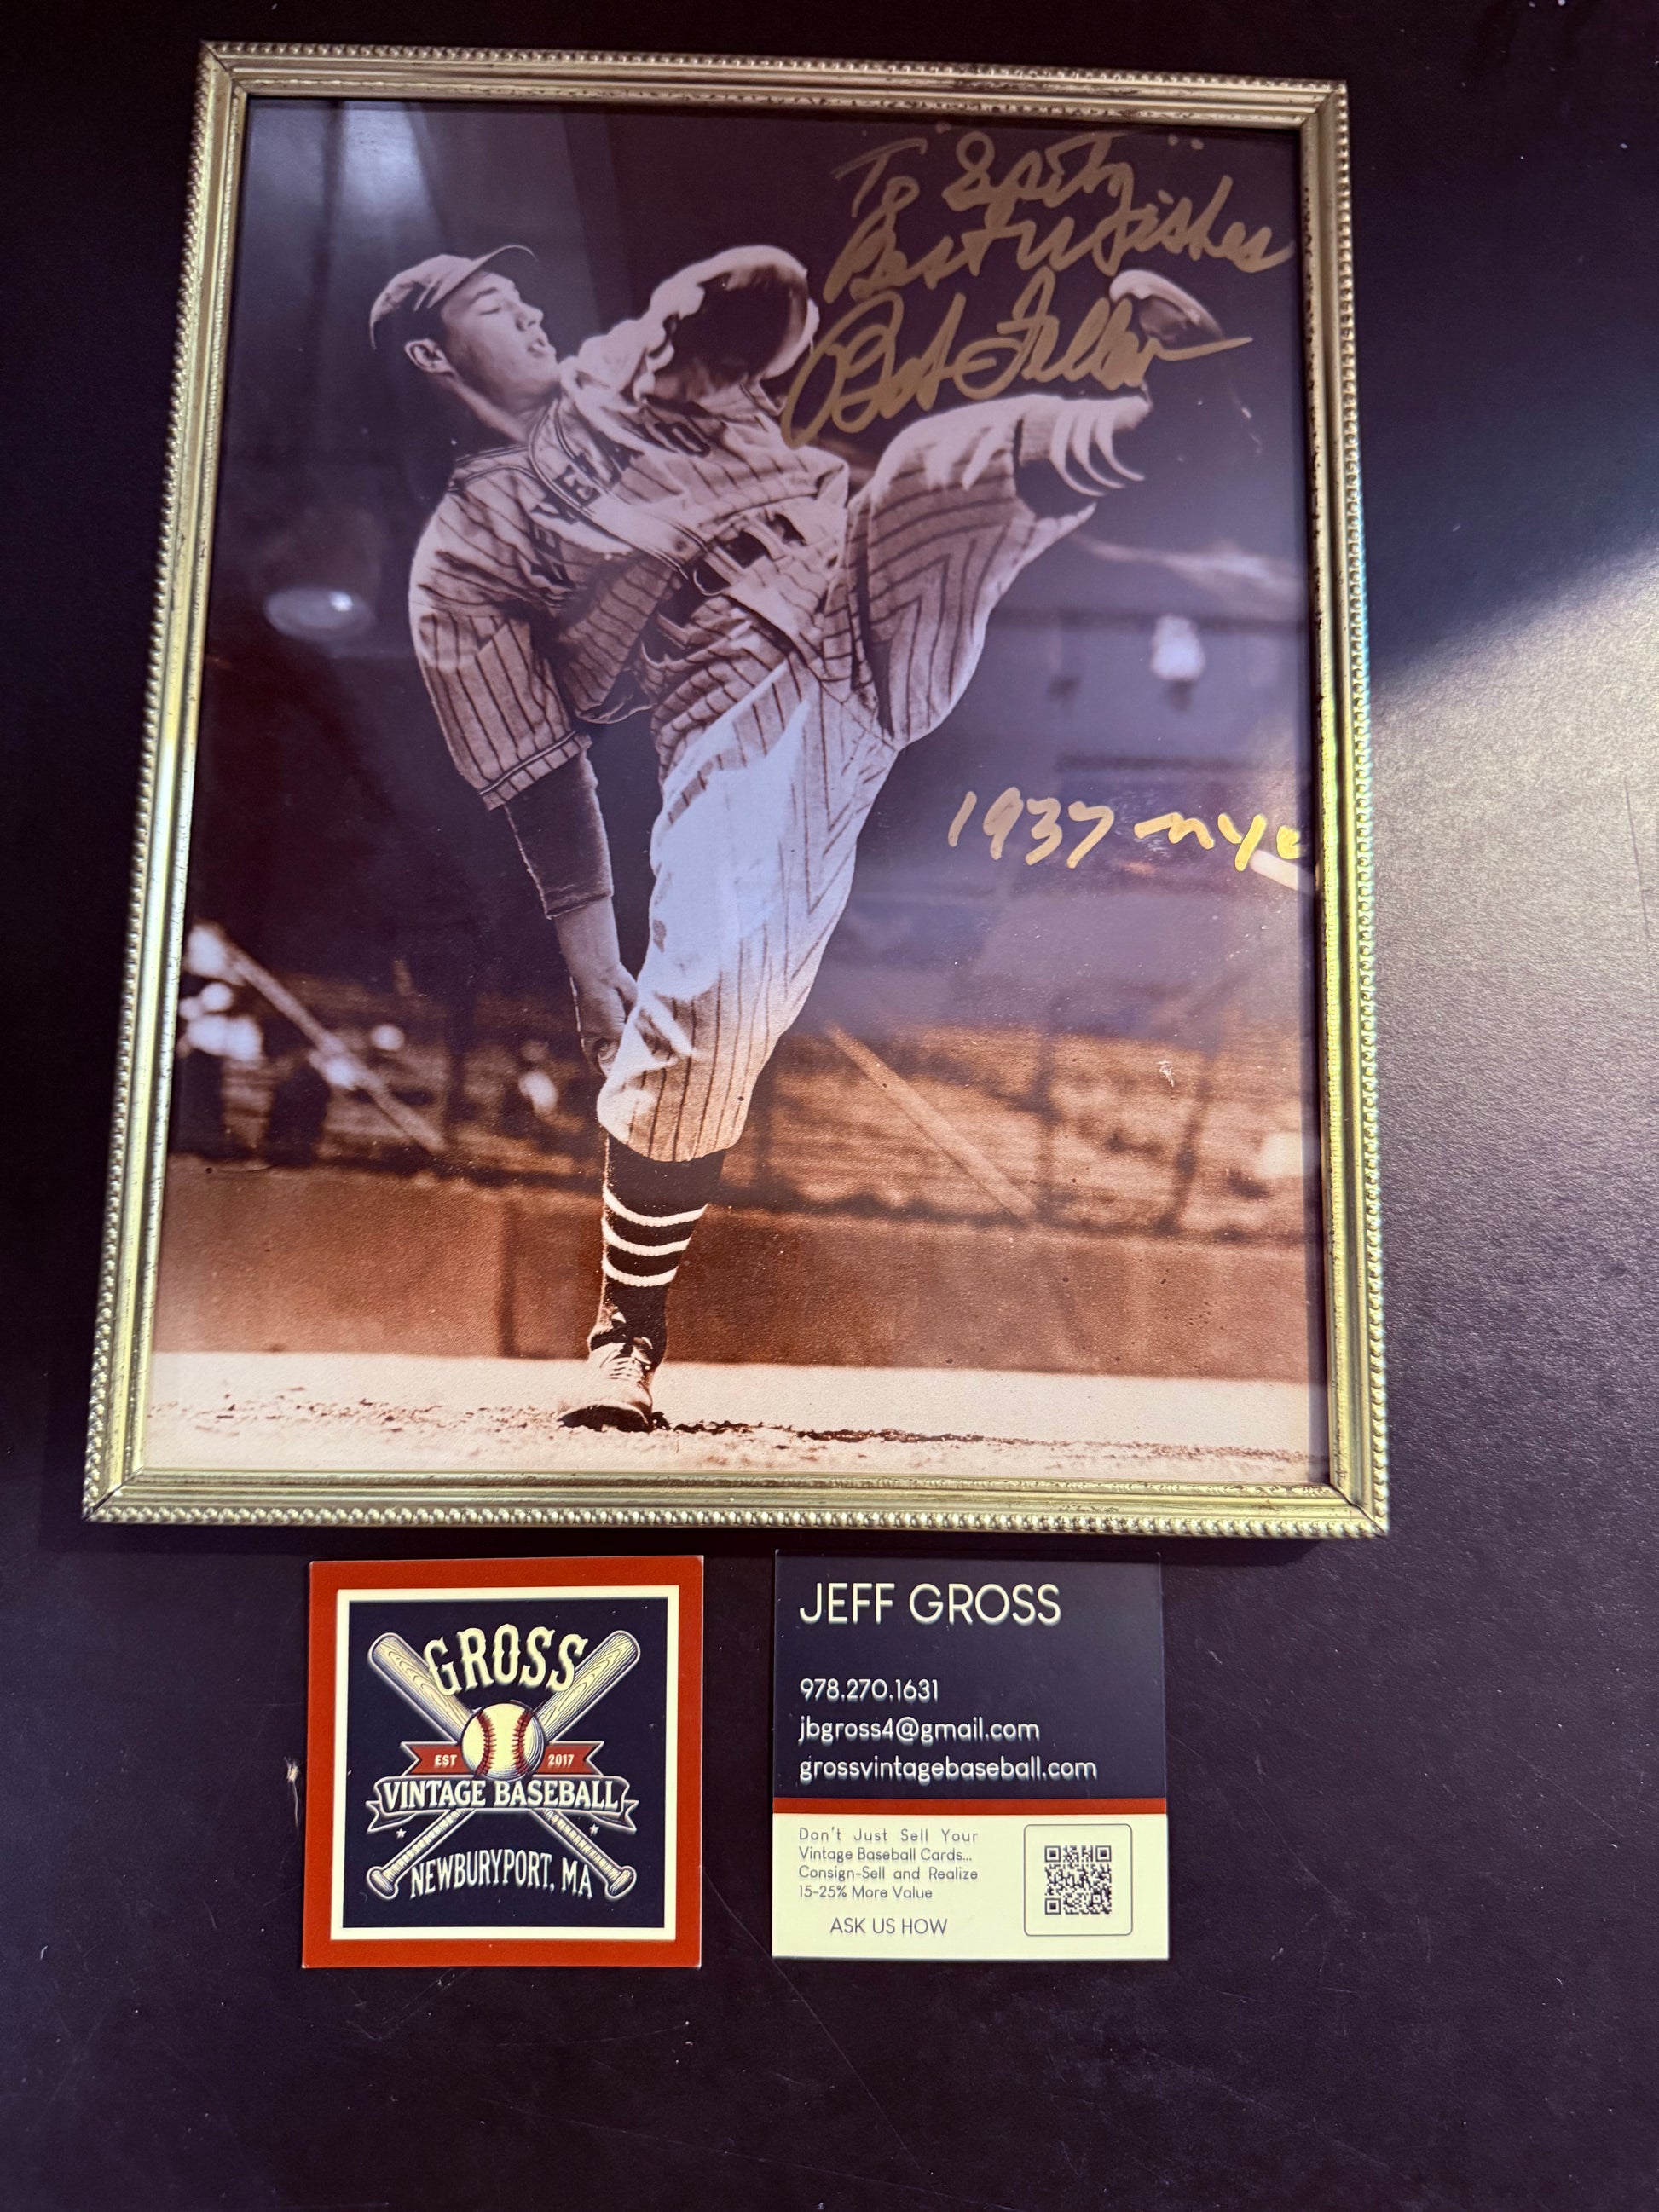 To "Spitz"
Best Wishes
Bob Feller
1937 nyc
GROSS
EST 2017
VINTAGE BASEBALL
NEWBURYPORT, MA
JEFF GROSS
978.270.1631
jbgross4@gmail.com
grossvintagebaseball.com
Don't Just Sell Your
Vintage Baseball Cards...
Consign-Sell and Realize
15-25% More Value
ASK US HOW